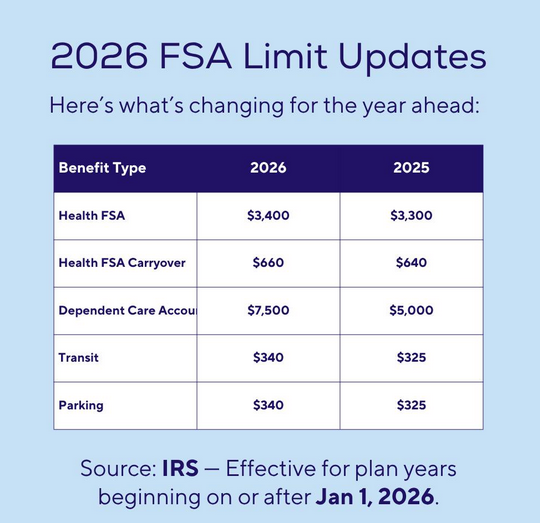 2026 FSA Limit Updates
Here's what's changing for the year ahead:
Benefit Type 2026 2025
Health FSA $3,400 $3,300
Health FSA Carryover $660 $640
Dependent Care Accou $7,500 $5,000
Transit $340 $325
Parking $340 $325
Source: IRS — Effective for plan years
beginning on or after Jan 1, 2026.